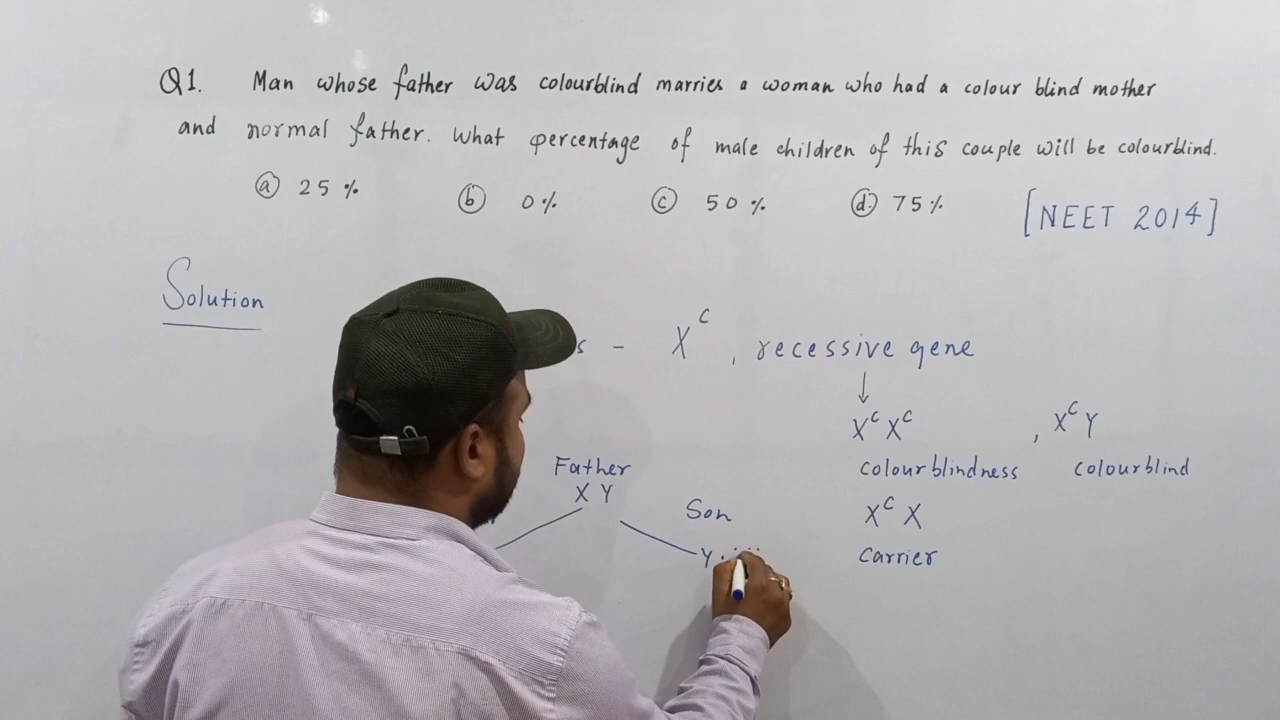 Q1. Man whose father was colourblind marries a woman who had a colour blind mother
and normal father. What percentage of male children of this couple will be colourblind.
(a) 25 % (b) 0 % (c) 50 % (d) 75 % [NEET 2014]
Solution
s - X^C , recessive gene
↓
X^C X^C , X^C Y
colourblindness colourblind
Father
X Y
Son
X^C X
Y
carrier